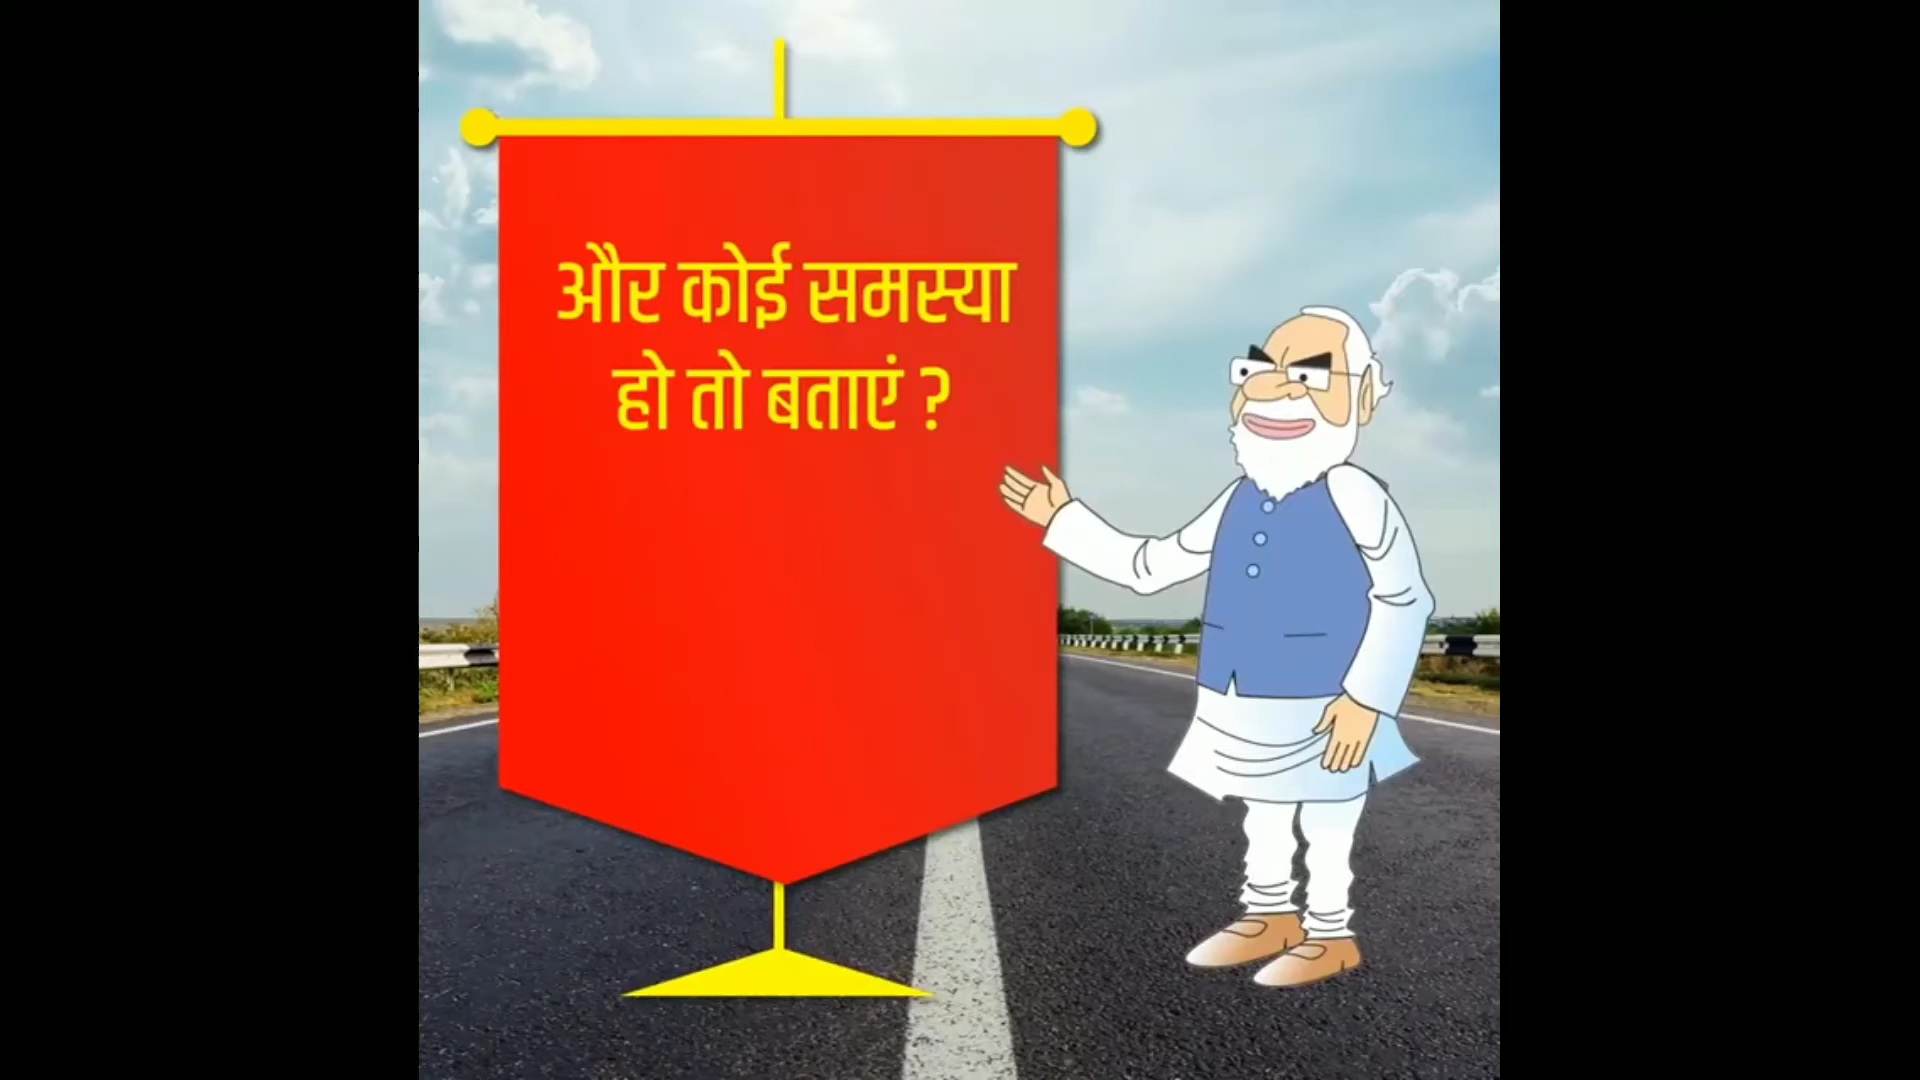 और कोई समस्या
हो तो बताएं ?